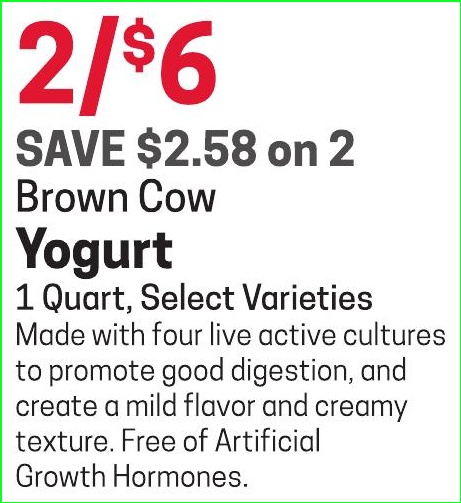 2/$6
SAVE $2.58 on 2
Brown Cow
Yogurt
1 Quart, Select Varieties
Made with four live active cultures
to promote good digestion, and
create a mild flavor and creamy
texture. Free of Artificial
Growth Hormones.